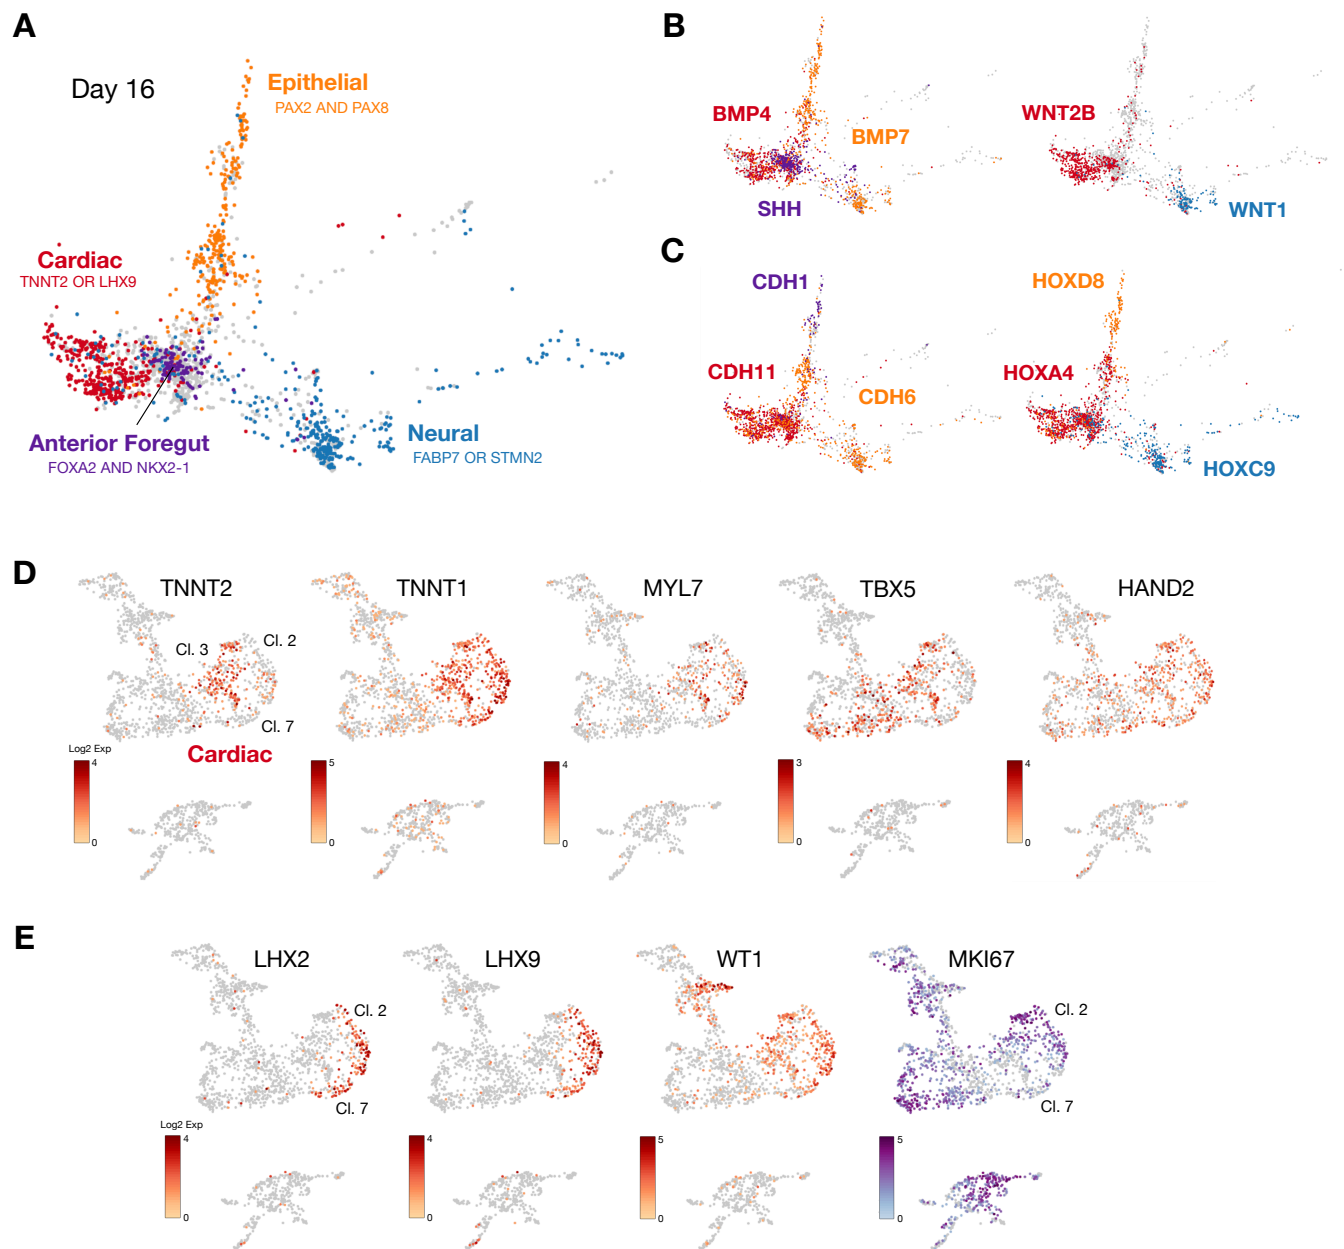 A
Day 16
Epithelial
PAX2 AND PAX8
Cardiac
TNNT2 OR LHX9
Anterior Foregut
FOXA2 AND NKX2-1
Neural
FABP7 OR STMN2
B
BMP4
BMP7
SHH
WNT2B
WNT1
C
CDH1
CDH11
CDH6
HOXD8
HOXA4
HOXC9
D
TNNT2
TNNT1
MYL7
TBX5
HAND2
Cl. 3
Cl. 2
Cl. 7
Cardiac
Log2 Exp
4
0
5
0
4
0
3
0
4
0
E
LHX2
LHX9
WT1
MKI67
Cl. 2
Cl. 7
Cl. 2
Cl. 7
Log2 Exp
4
0
4
0
5
0
5
0